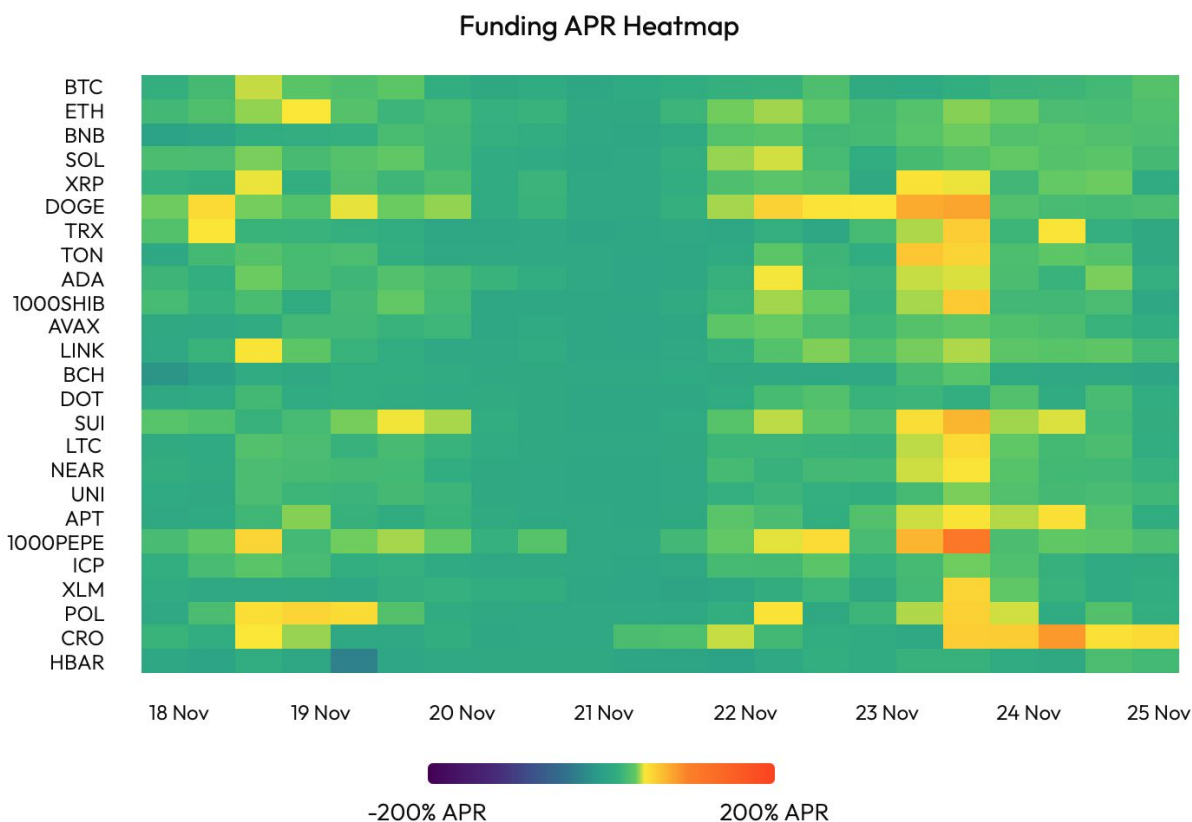 Funding APR Heatmap
BTC
ETH
BNB
SOL
XRP
DOGE
TRX
TON
ADA
1000SHIB
AVAX
LINK
BCH
DOT
SUI
LTC
NEAR
UNI
APT
1000PEPE
ICP
XLM
POL
CRO
HBAR
18 Nov 19 Nov 20 Nov 21 Nov 22 Nov 23 Nov 24 Nov 25 Nov
-200% APR 200% APR